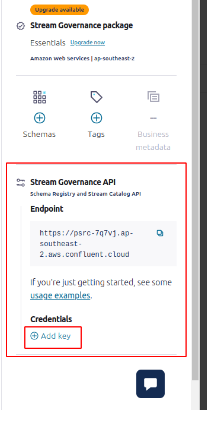 Upgrade available
Stream Governance package
Essentials Upgrade now
Amazon Web Services | ap-southeast-2
Schemas
Tags
Business
metadata
Stream Governance API
Schema Registry and Stream Catalog API
Endpoint
https://psrc-7q7vj.ap-
southeast-
2.aws.confluent.cloud
If you're just getting started, see some
usage examples.
Credentials
Add key